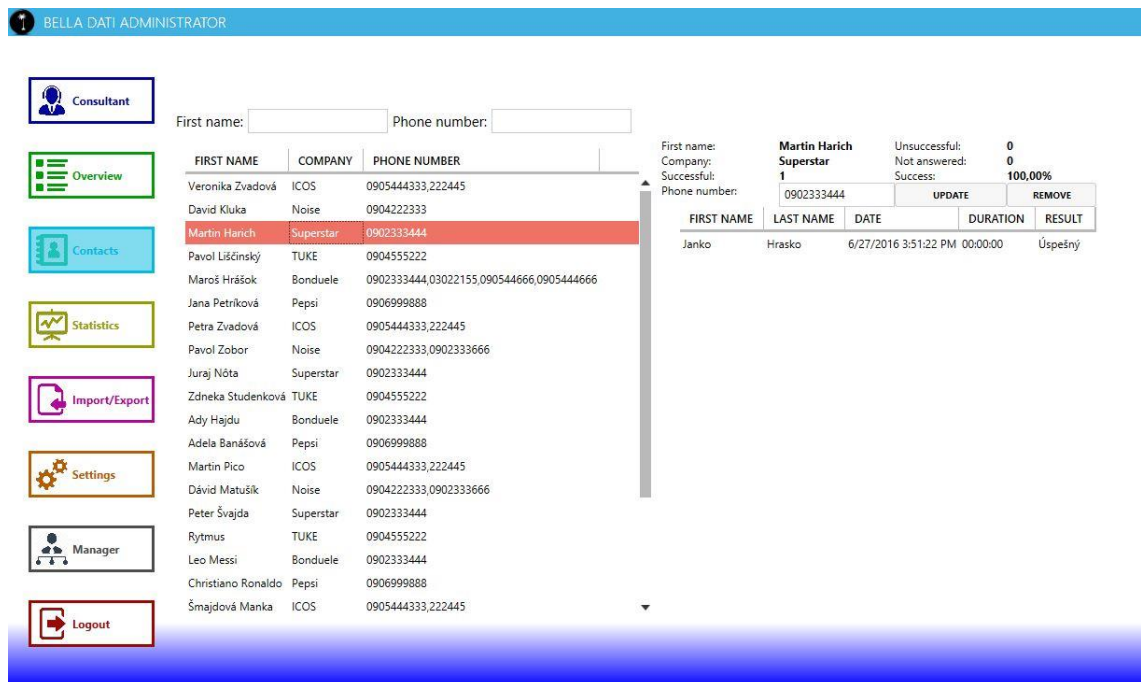 BELLA DATI ADMINISTRATOR
Consultant
Overview
Contacts
Statistics
Import/Export
Settings
Manager
Logout
First name: Phone number:
FIRST NAME COMPANY PHONE NUMBER
Veronika Zvadová ICOS 0905444333,222445
David Kluka Noise 0904222333
Martin Harich Superstar 0902333444
Pavol Liščinský TUKE 0904555222
Maroš Hrášok Bonduele 0902333444,03022155,090544666,0905444666
Jana Petríková Pepsi 0906999888
Petra Zvadová ICOS 0905444333,222445
Pavol Zobor Noise 0904222333,0902333666
Juraj Nôta Superstar 0902333444
Zdneka Studenková TUKE 0904555222
Ady Hajdu Bonduele 0902333444
Adela Banášová Pepsi 0906999888
Martin Pico ICOS 0905444333,222445
Dávid Matušík Noise 0904222333,0902333666
Peter Švajda Superstar 0902333444
Rytmus TUKE 0904555222
Leo Messi Bonduele 0902333444
Christiano Ronaldo Pepsi 0906999888
Šmajdová Manka ICOS 0905444333,222445
First name: Martin Harich Unsuccessful: 0
Company: Superstar Not answered: 0
Successful: 1 Success: 100,00%
Phone number: 0902333444 UPDATE REMOVE
FIRST NAME LAST NAME DATE DURATION RESULT
Janko Hrasko 6/27/2016 3:51:22 PM 00:00:00 Úspešný